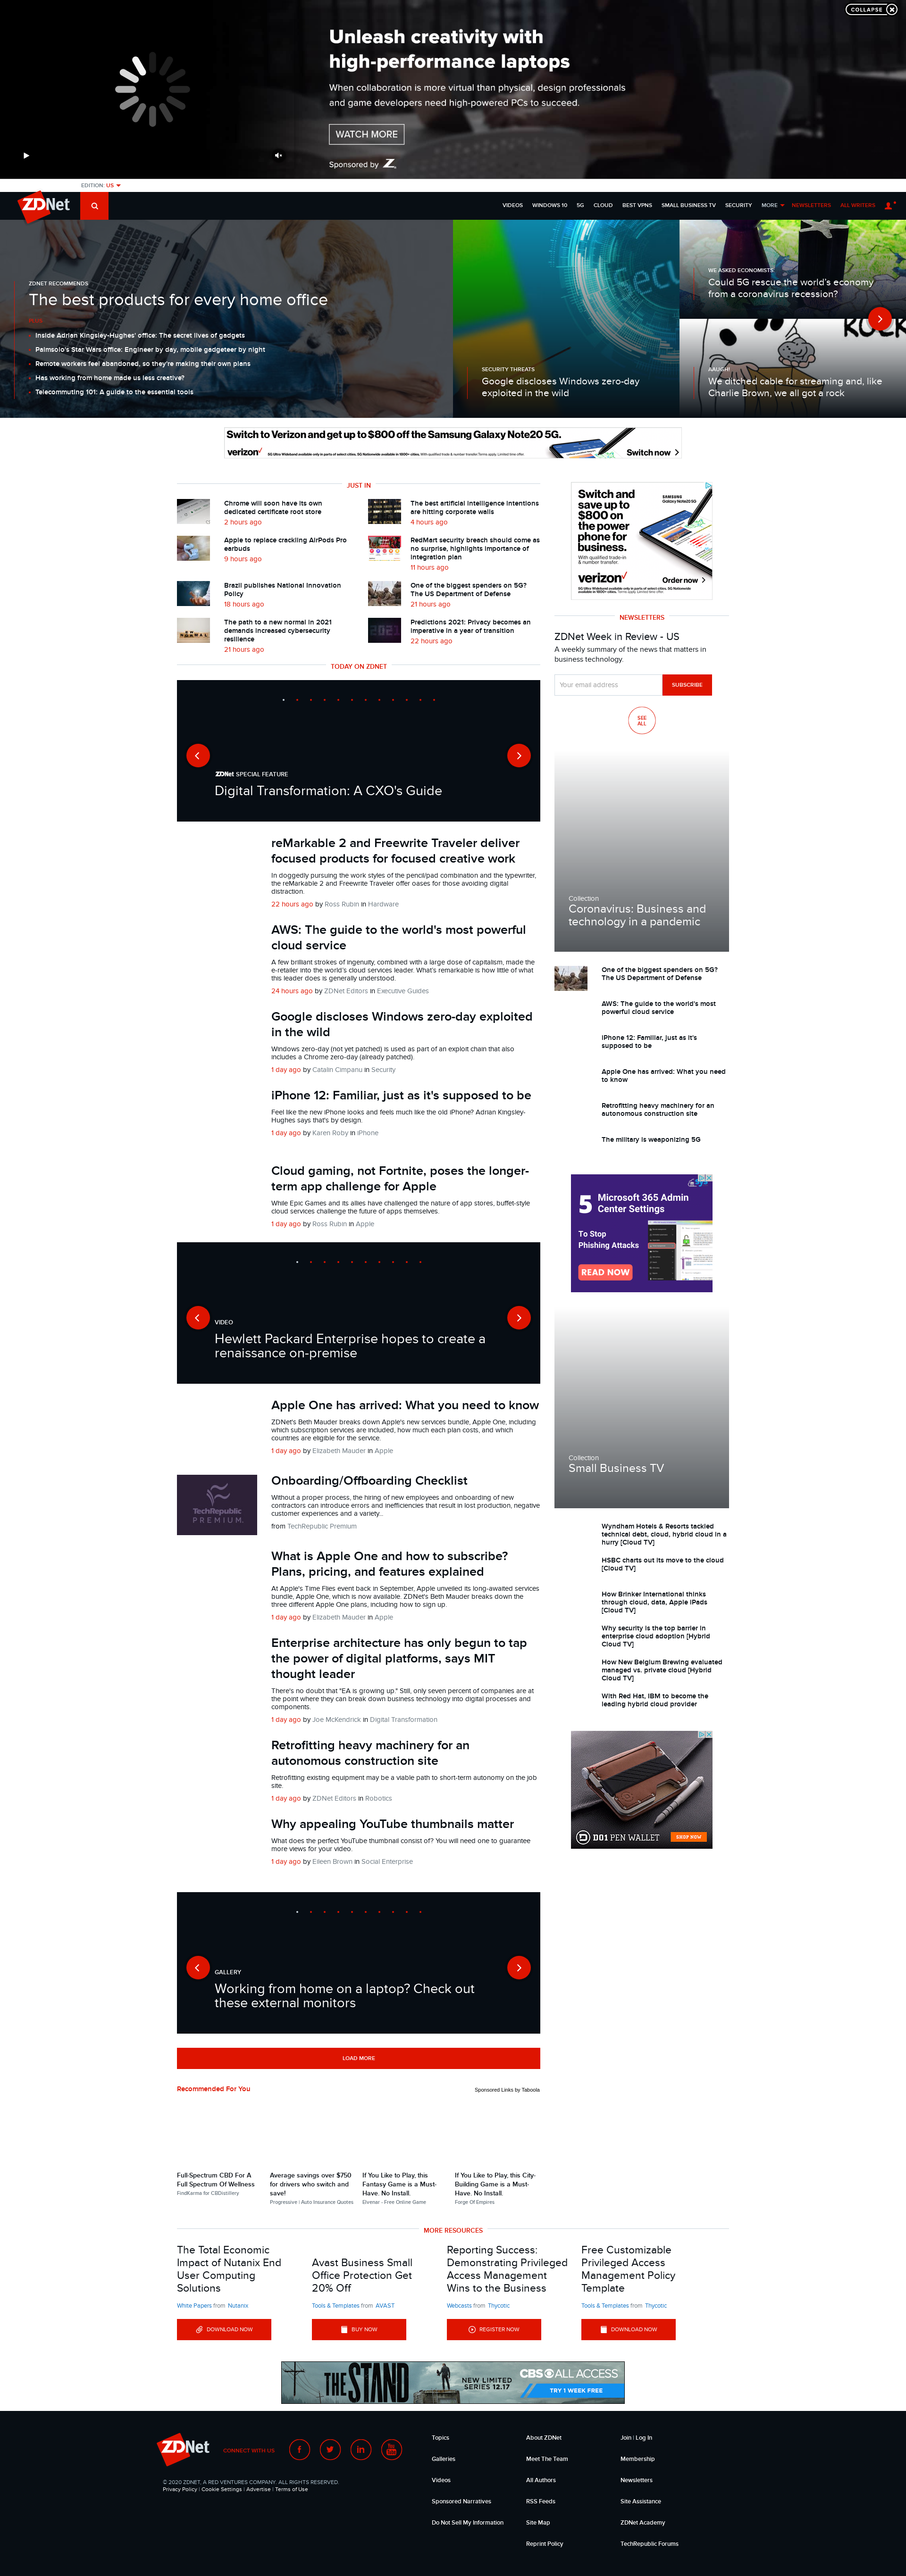 COLLAPSE
Unleash creativity with
high-performance laptops
When collaboration is more virtual than physical, design professionals
and game developers need high-powered PCs to succeed.
WATCH MORE
Sponsored by
EDITION: US
ZDNet
VIDEOS WINDOWS 10 5G CLOUD BEST VPNS SMALL BUSINESS TV SECURITY MORE NEWSLETTERS ALL WRITERS
ZDNET RECOMMENDS
The best products for every home office
Inside Adrian Kingsley-Hughes' office: The secret lives of gadgets
Palmsolo's Star Wars office: Engineer by day, mobile gadgeteer by night
Remote workers feel abandoned, so they're making their own plans
Has working from home made us less creative?
Telecommuting 101: A guide to the essential tools
SECURITY THREATS
Google discloses Windows zero-day
exploited in the wild
WE ASKED ECONOMISTS
Could 5G rescue the world's economy
from a coronavirus recession?
AAUGH!
We ditched cable for streaming and, like
Charlie Brown, we all got a rock
Switch to Verizon and get up to $800 off the Samsung Galaxy Note20 5G.
verizon
Switch now
JUST IN
Chrome will soon have its own
dedicated certificate root store
2 hours ago
The best artificial intelligence intentions
are hitting corporate walls
4 hours ago
Apple to replace crackling AirPods Pro
earbuds
9 hours ago
RedMart security breach should come as
no surprise, highlights importance of
integration plan
11 hours ago
Brazil publishes National Innovation
Policy
18 hours ago
One of the biggest spenders on 5G?
The US Department of Defense
21 hours ago
The path to a new normal in 2021
demands increased cybersecurity
resilience
21 hours ago
Predictions 2021: Privacy becomes an
imperative in a year of transition
22 hours ago
Switch and
save up to
$800 on
the power
phone for
business.
With qualified trade-in
& number transfer.
verizon
Order now
NEWSLETTERS
ZDNet Week in Review - US
A weekly summary of the news that matters in
business technology.
Your email address
SUBSCRIBE
SEE
ALL
TODAY ON ZDNET
ZDNet SPECIAL FEATURE
Digital Transformation: A CXO's Guide
reMarkable 2 and Freewrite Traveler deliver
focused products for focused creative work
In doggedly pursuing the work styles of the pencil/pad combination and the typewriter,
the reMarkable 2 and Freewrite Traveler offer oases for those avoiding digital
distraction.
22 hours ago by Ross Rubin in Hardware
AWS: The guide to the world's most powerful
cloud service
A few brilliant strokes of ingenuity, combined with a large dose of capitalism, made the
e-retailer into the world's cloud services leader. What's remarkable is how little of what
this leader does is generally understood.
24 hours ago by ZDNet Editors in Executive Guides
Google discloses Windows zero-day exploited
in the wild
Windows zero-day (not yet patched) is used as part of an exploit chain that also
includes a Chrome zero-day (already patched).
1 day ago by Catalin Cimpanu in Security
iPhone 12: Familiar, just as it's supposed to be
Feel like the new iPhone looks and feels much like the old iPhone? Adrian Kingsley-
Hughes says that's by design.
1 day ago by Karen Roby in iPhone
Cloud gaming, not Fortnite, poses the longer-
term app challenge for Apple
While Epic Games and its allies have challenged the nature of app stores, buffet-style
cloud services challenge the future of apps themselves.
1 day ago by Ross Rubin in Apple
Collection
Coronavirus: Business and
technology in a pandemic
One of the biggest spenders on 5G?
The US Department of Defense
AWS: The guide to the world's most
powerful cloud service
iPhone 12: Familiar, just as it's
supposed to be
Apple One has arrived: What you need
to know
Retrofitting heavy machinery for an
autonomous construction site
The military is weaponizing 5G
5 Microsoft 365 Admin
Center Settings
To Stop
Phishing Attacks
READ NOW
VIDEO
Hewlett Packard Enterprise hopes to create a
renaissance on-premise
Apple One has arrived: What you need to know
ZDNet's Beth Mauder breaks down Apple's new services bundle, Apple One, including
which subscription services are included, how much each plan costs, and which
countries are eligible for the service.
1 day ago by Elizabeth Mauder in Apple
TechRepublic
PREMIUM.
Onboarding/Offboarding Checklist
Without a proper process, the hiring of new employees and onboarding of new
contractors can introduce errors and inefficiencies that result in lost production, negative
customer experiences and a variety...
from TechRepublic Premium
What is Apple One and how to subscribe?
Plans, pricing, and features explained
At Apple's Time Flies event back in September, Apple unveiled its long-awaited services
bundle, Apple One, which is now available. ZDNet's Beth Mauder breaks down the
three different Apple One plans, including how to sign up.
1 day ago by Elizabeth Mauder in Apple
Enterprise architecture has only begun to tap
the power of digital platforms, says MIT
thought leader
There's no doubt that "EA is growing up." Still, only seven percent of companies are at
the point where they can break down business technology into digital processes and
components.
1 day ago by Joe McKendrick in Digital Transformation
Retrofitting heavy machinery for an
autonomous construction site
Retrofitting existing equipment may be a viable path to short-term autonomy on the job
site.
1 day ago by ZDNet Editors in Robotics
Why appealing YouTube thumbnails matter
What does the perfect YouTube thumbnail consist of? You will need one to guarantee
more views for your video.
1 day ago by Eileen Brown in Social Enterprise
Collection
Small Business TV
Wyndham Hotels & Resorts tackled
technical debt, cloud, hybrid cloud in a
hurry [Cloud TV]
HSBC charts out its move to the cloud
[Cloud TV]
How Brinker International thinks
through cloud, data, Apple iPads
[Cloud TV]
Why security is the top barrier in
enterprise cloud adoption [Hybrid
Cloud TV]
How New Belgium Brewing evaluated
managed vs. private cloud [Hybrid
Cloud TV]
With Red Hat, IBM to become the
leading hybrid cloud provider
D01 PEN WALLET
SHOP NOW
GALLERY
Working from home on a laptop? Check out
these external monitors
LOAD MORE
Recommended For You
Sponsored Links by Taboola
Full-Spectrum CBD For A
Full Spectrum Of Wellness
FindKarma for CBDistillery
Average savings over $750
for drivers who switch and
save!
Progressive | Auto Insurance Quotes
If You Like to Play, this
Fantasy Game is a Must-
Have. No Install.
Elvenar - Free Online Game
If You Like to Play, this City-
Building Game is a Must-
Have. No Install.
Forge Of Empires
MORE RESOURCES
The Total Economic
Impact of Nutanix End
User Computing
Solutions
White Papers from Nutanix
DOWNLOAD NOW
Avast Business Small
Office Protection Get
20% Off
Tools & Templates from AVAST
BUY NOW
Reporting Success:
Demonstrating Privileged
Access Management
Wins to the Business
Webcasts from Thycotic
REGISTER NOW
Free Customizable
Privileged Access
Management Policy
Template
Tools & Templates from Thycotic
DOWNLOAD NOW
THE STAND
NEW LIMITED
SERIES 12.17
CBS ALL ACCESS
TRY 1 WEEK FREE
ZDNet
CONNECT WITH US
© 2020 ZDNET, A RED VENTURES COMPANY. ALL RIGHTS RESERVED.
Privacy Policy | Cookie Settings | Advertise | Terms of Use
Topics
Galleries
Videos
Sponsored Narratives
Do Not Sell My Information
About ZDNet
Meet The Team
All Authors
RSS Feeds
Site Map
Reprint Policy
Join | Log In
Membership
Newsletters
Site Assistance
ZDNet Academy
TechRepublic Forums